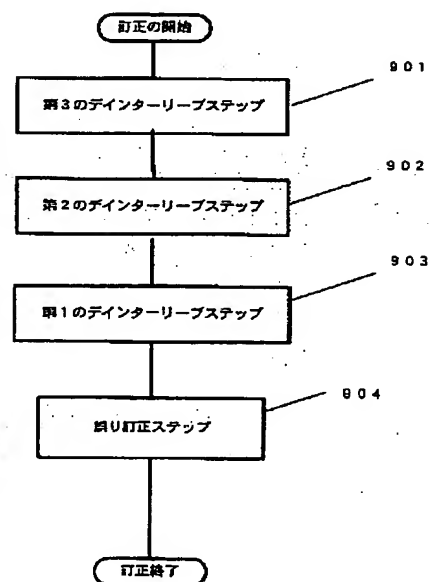 訂正の開始
901
第3のデインターリーブステップ
902
第2のデインターリーブステップ
903
第1のデインターリーブステップ
904
誤り訂正ステップ
訂正終了